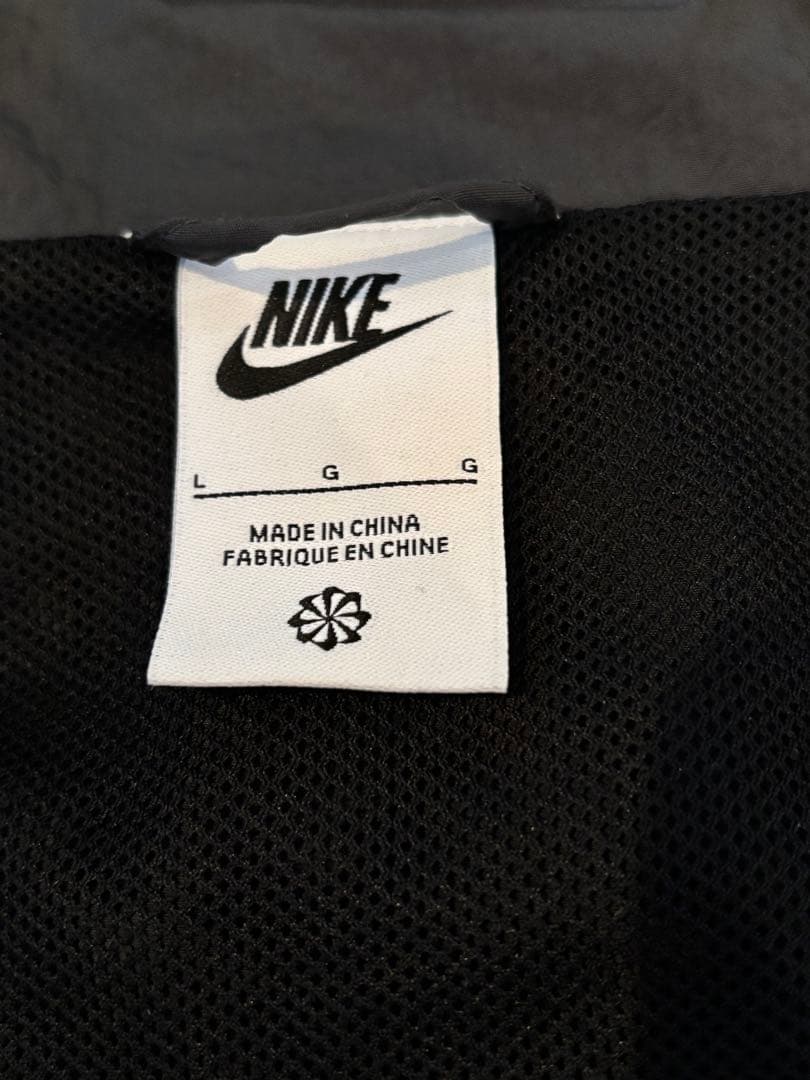 NIKE
L G G
MADE IN CHINA
FABRIQUE EN CHINE